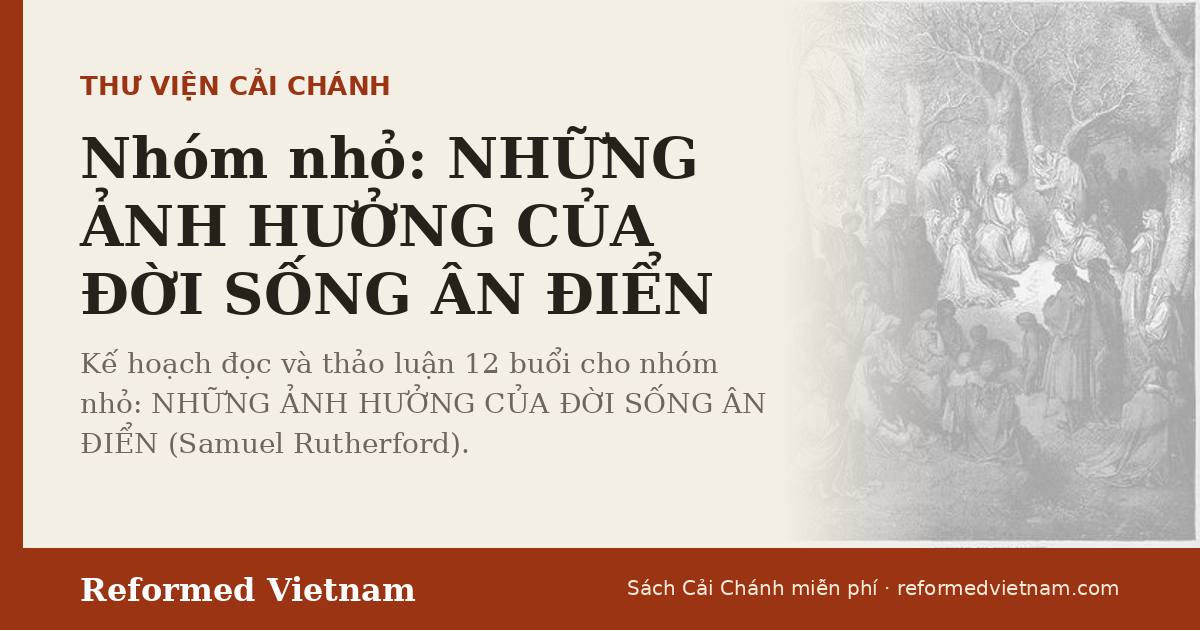 THƯ VIỆN CẢI CHÁNH
Nhóm nhỏ: NHỮNG
ẢNH HƯỞNG CỦA
ĐỜI SỐNG ÂN ĐIỂN
Kế hoạch đọc và thảo luận 12 buổi cho nhóm
nhỏ: NHỮNG ẢNH HƯỞNG CỦA ĐỜI SỐNG ÂN
ĐIỂN (Samuel Rutherford).
Reformed Vietnam
Sách Cải Chánh miễn phí · reformedvietnam.com